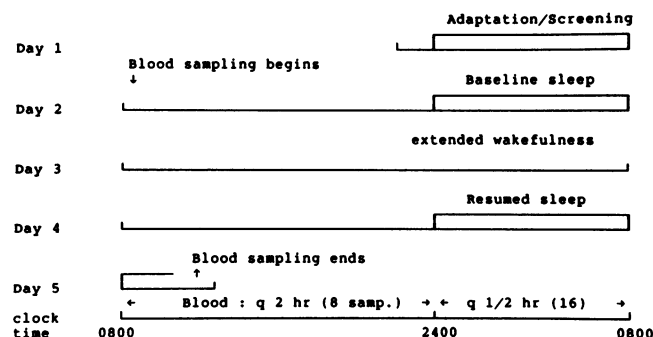 Adaptation/Screening
Day 1
Blood sampling begins
↓
Baseline sleep
Day 2
extended wakefulness
Day 3
Resumed sleep
Day 4
Blood sampling ends
↑
Day 5
← Blood : q 2 hr (8 samp.) → ← q 1/2 hr (16) →
clock
time 0800 2400 0800